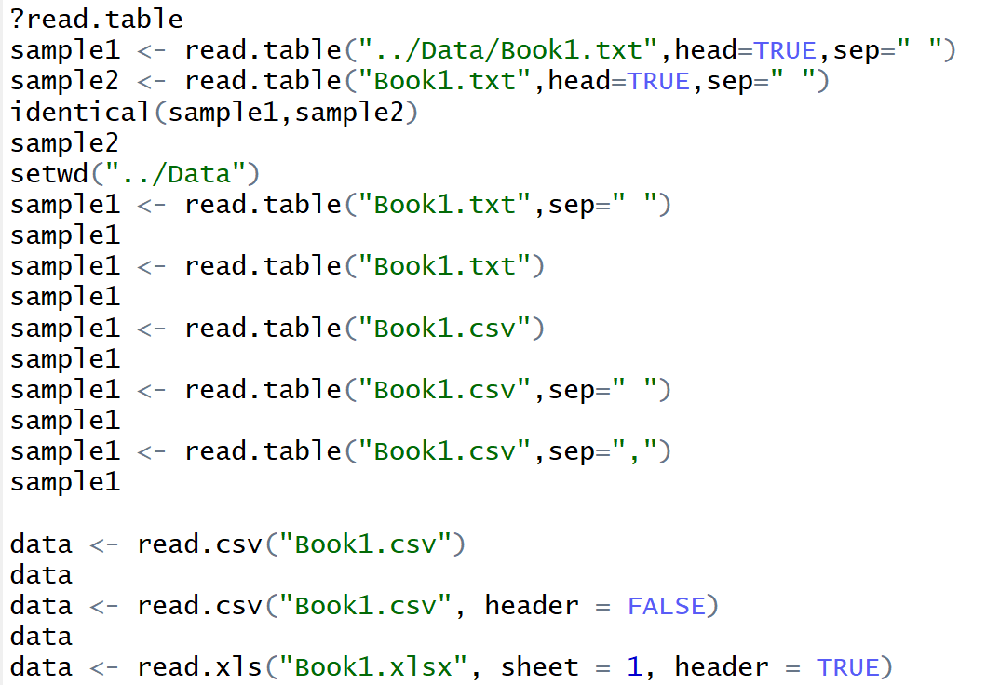 ?read.table
sample1 <- read.table("../Data/Book1.txt",head=TRUE,sep=" ")
sample2 <- read.table("Book1.txt",head=TRUE,sep=" ")
identical(sample1,sample2)
sample2
setwd("../Data")
sample1 <- read.table("Book1.txt",sep=" ")
sample1
sample1 <- read.table("Book1.txt")
sample1
sample1 <- read.table("Book1.csv")
sample1
sample1 <- read.table("Book1.csv",sep=" ")
sample1
sample1 <- read.table("Book1.csv",sep=",")
sample1

data <- read.csv("Book1.csv")
data
data <- read.csv("Book1.csv", header = FALSE)
data
data <- read.xls("Book1.xlsx", sheet = 1, header = TRUE)